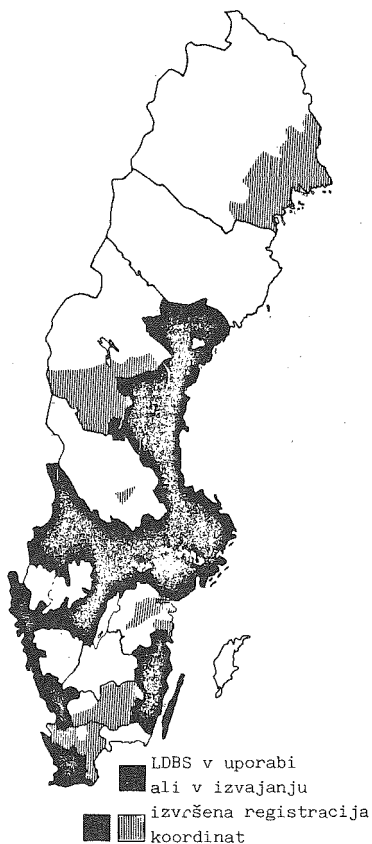 LDBS v uporabi
ali v izvajanju
izvršena registracija
koordinat